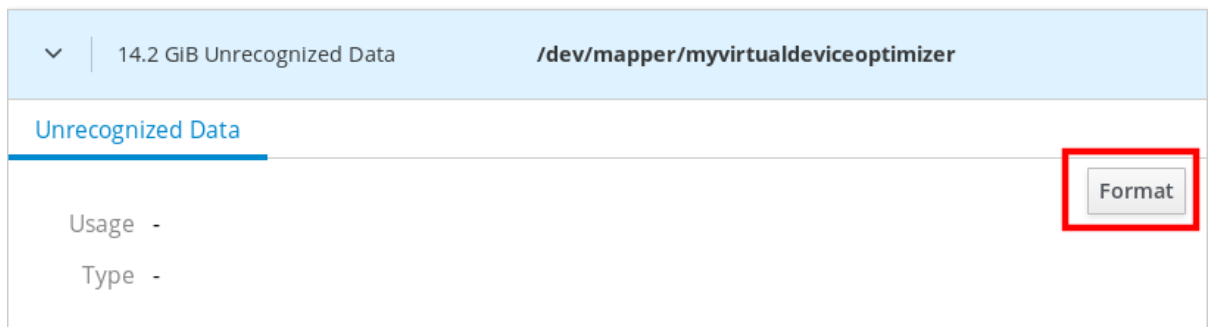 14.2 GiB Unrecognized Data /dev/mapper/myvirtualdeviceoptimizer
Unrecognized Data
Format
Usage -
Type -